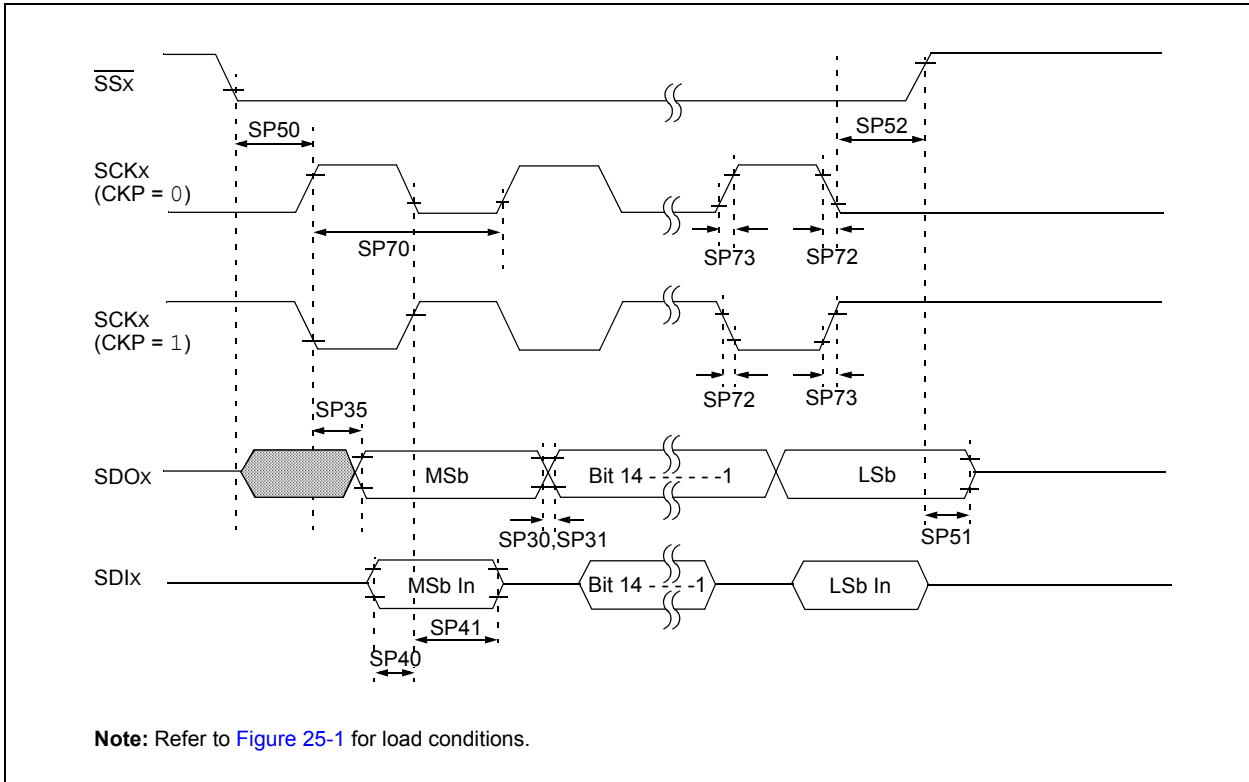 SSx
SP50
SP52
SCKx
(CKP = 0)
SP70
SP73
SP72
SCKx
(CKP = 1)
SP72
SP73
SP35
SDOx
MSb
Bit 14 - - - - - -1
LSb
SP30,SP31
SP51
SDIx
MSb In
Bit 14 - - - -1
LSb In
SP41
SP40
Note: Refer to Figure 25-1 for load conditions.